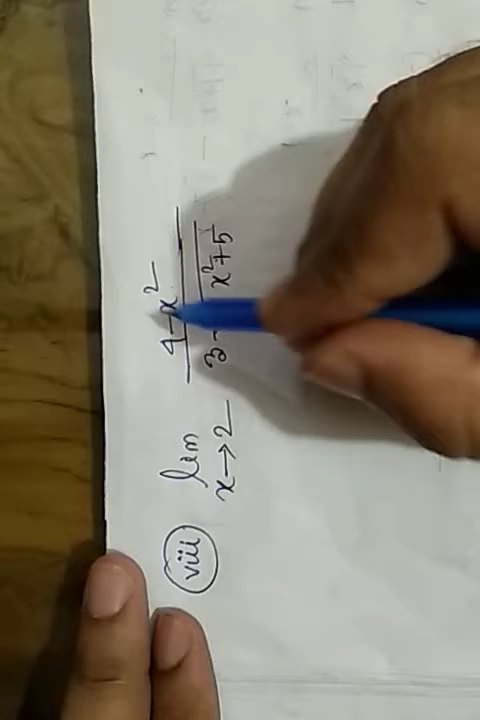 (viii) lim 4-x²
x→2 3- √x²+5